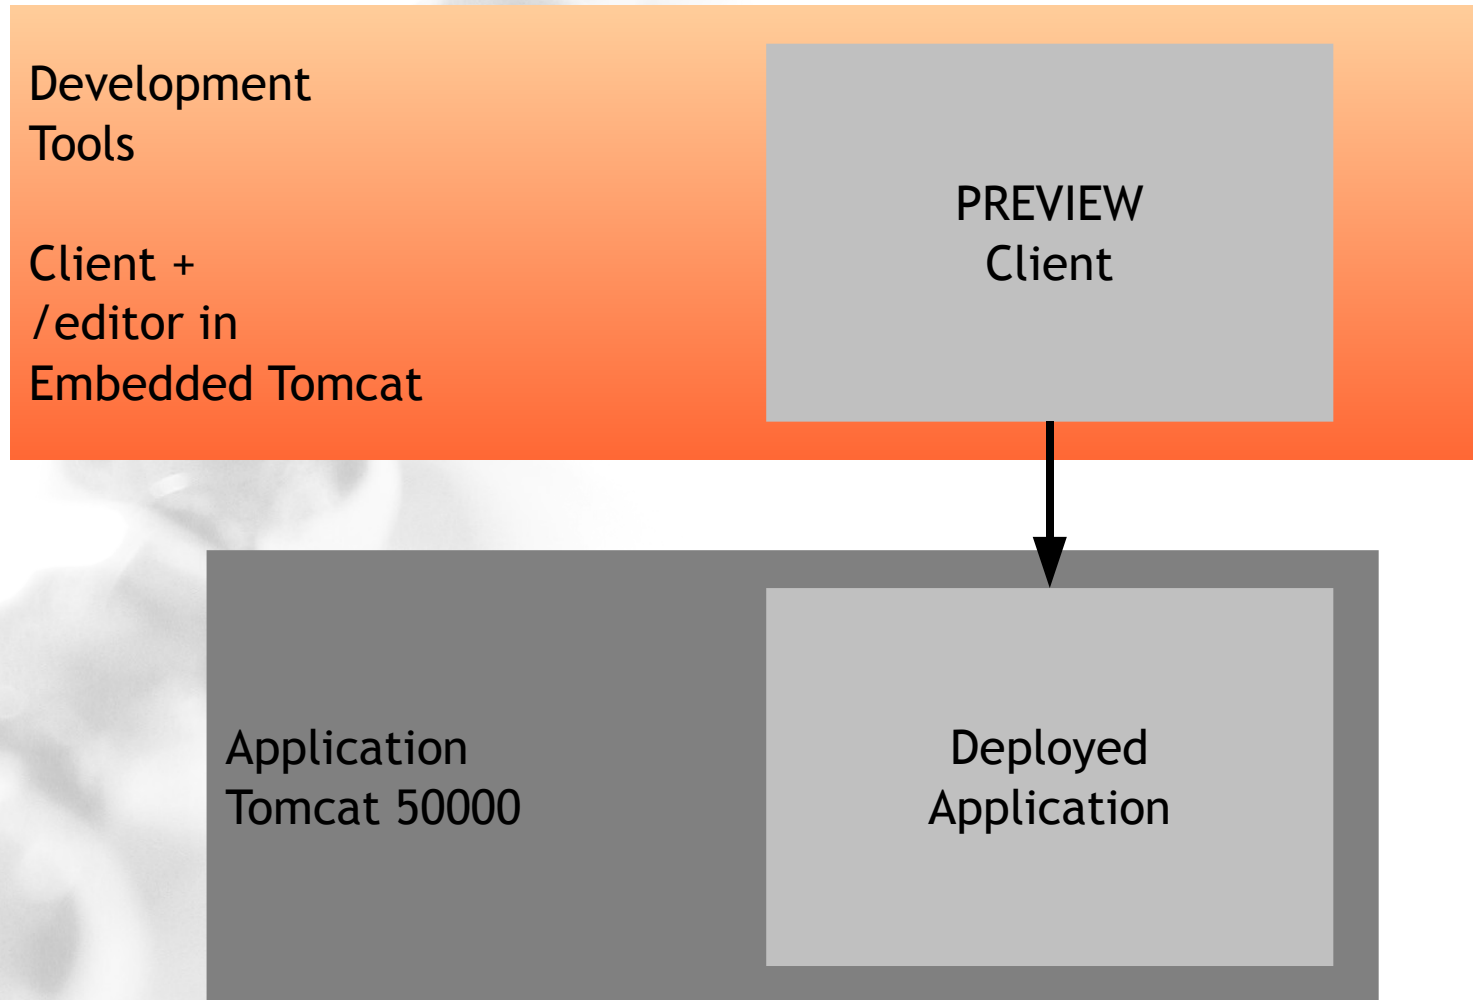 Development
Tools
Client +
/editor in
Embedded Tomcat
PREVIEW
Client
Application
Tomcat 50000
Deployed
Application